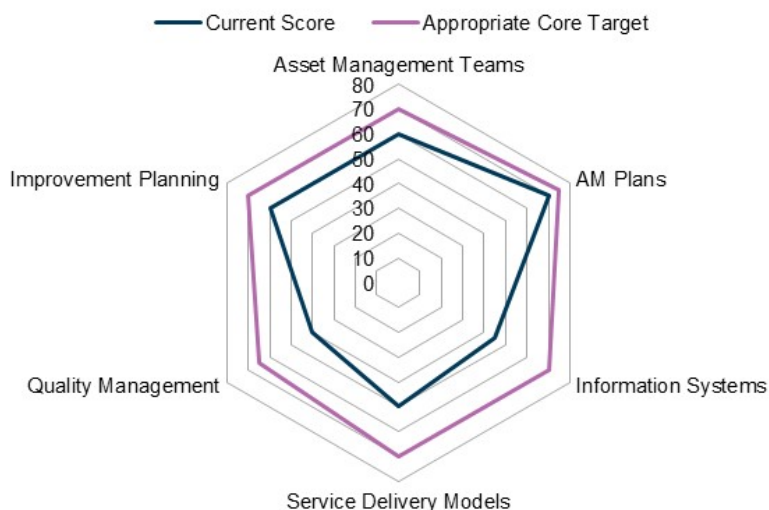 Current Score
Appropriate Core Target
Asset Management Teams
80
70
60
50
40
30
20
10
0
Improvement Planning
AM Plans
Quality Management
Information Systems
Service Delivery Models